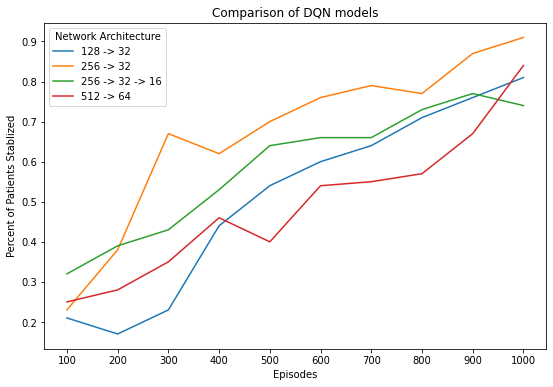 Comparison of DQN models
Network Architecture
128 -> 32
256 -> 32
256 -> 32 -> 16
512 -> 64
Percent of Patients Stablized
0.9
0.8
0.7
0.6
0.5
0.4
0.3
0.2
100 200 300 400 500 600 700 800 900 1000
Episodes